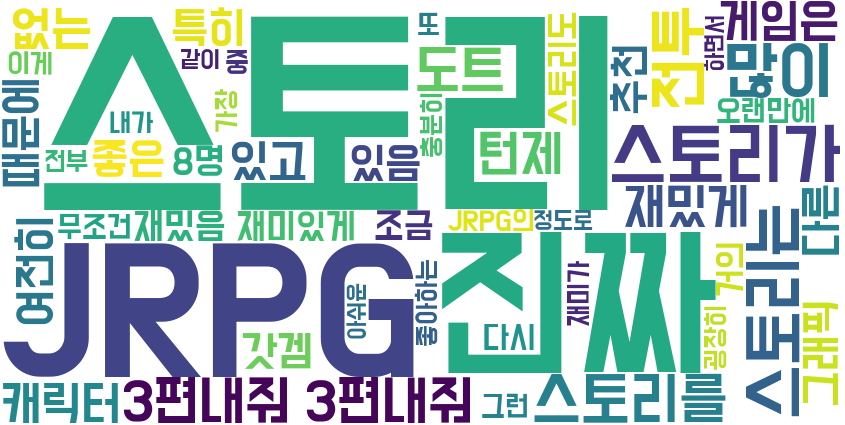 없는
특히
또
하면서
게임은
이게
같이
중
스토리
도트
스토리도
추천
전투
많이
때문에
내가
가장
충분히
오랜만에
전부
좋은
8명
있고
있음
턴제
스토리가
재밌게
다른
여전히
무조건
재밌음
재미있게
조금
JRPG의
정도로
JRPG
진짜
아쉬운
좋아하는
재미가
거의
스토리는
갓겜
다시
굉장히
그래픽
캐릭터
3편내줘 3편내줘
그런
스토리를